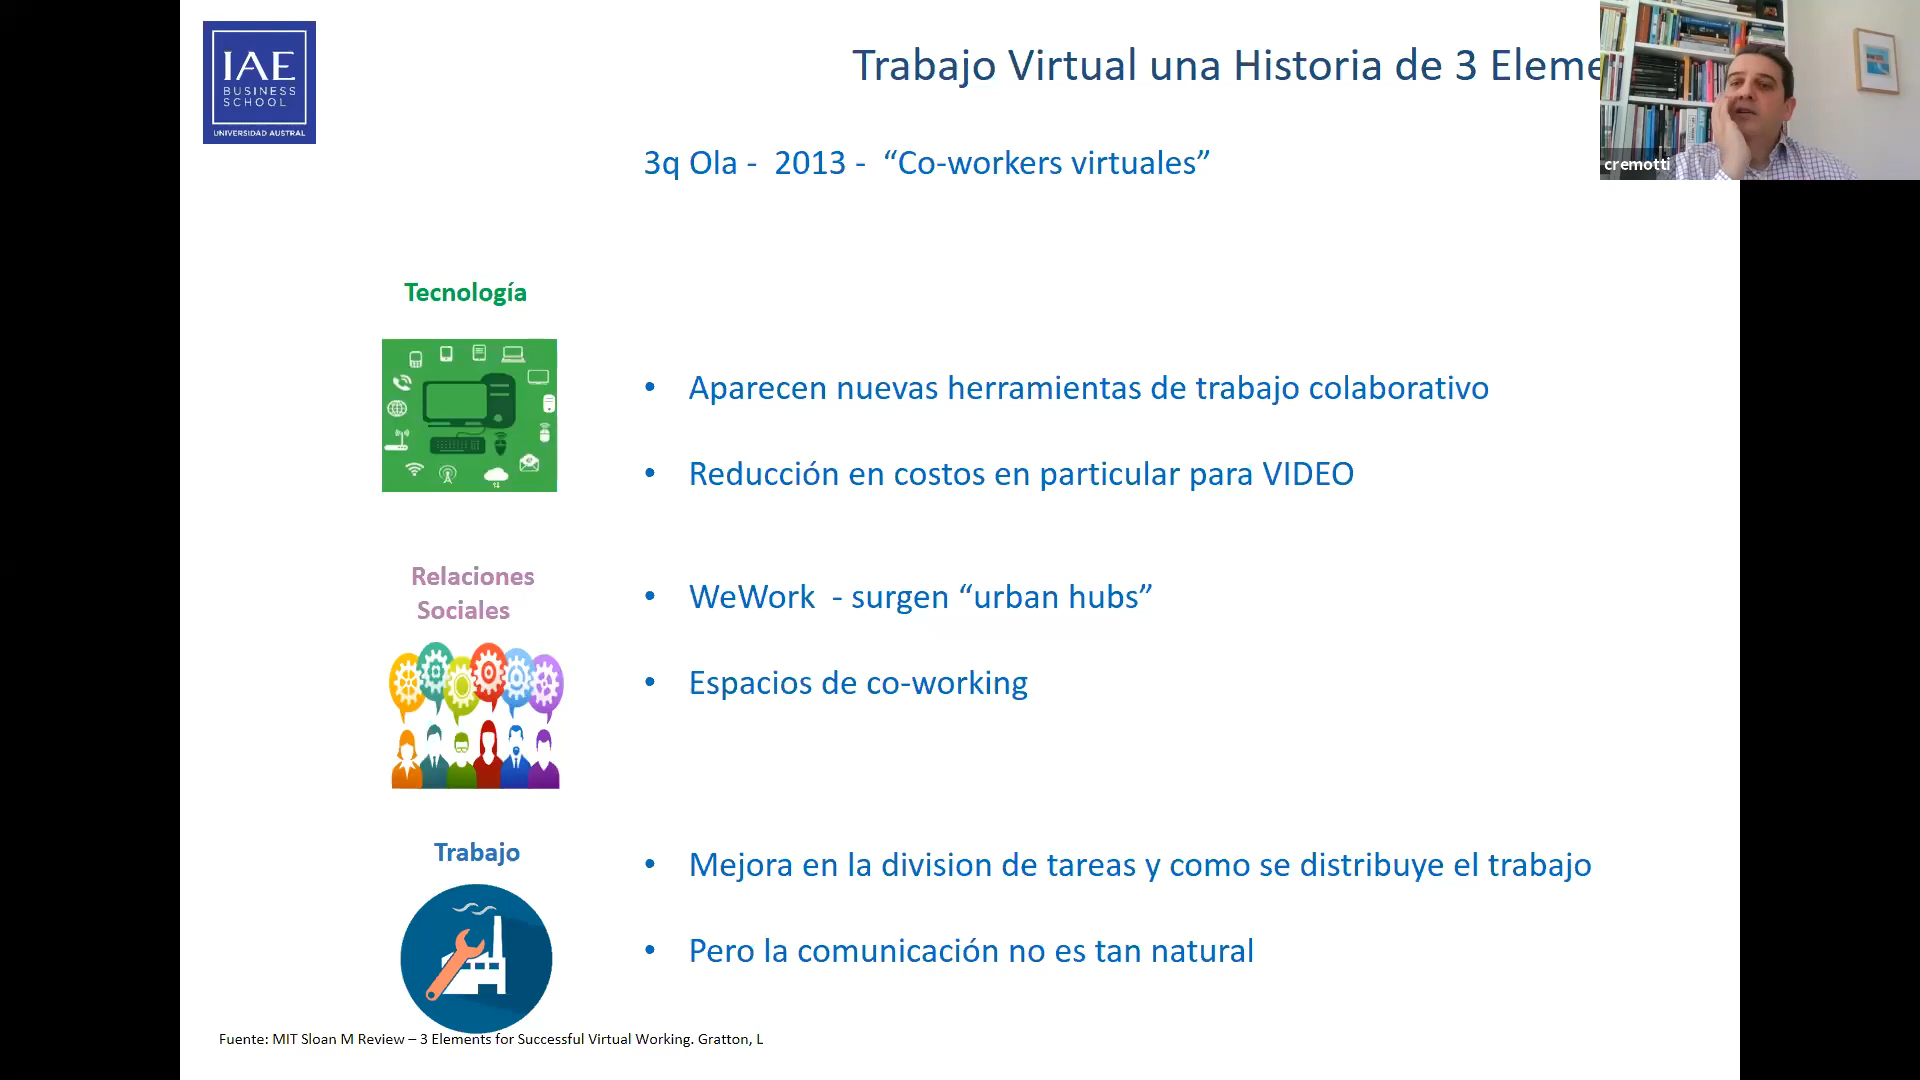 IAE
BUSINESS
SCHOOL
UNIVERSIDAD AUSTRAL
Trabajo Virtual una Historia de 3 Eleme
cremotti
3q Ola - 2013 - “Co-workers virtuales”
Tecnología
• Aparecen nuevas herramientas de trabajo colaborativo
• Reducción en costos en particular para VIDEO
Relaciones
Sociales
• WeWork - surgen “urban hubs”
• Espacios de co-working
Trabajo
• Mejora en la division de tareas y como se distribuye el trabajo
• Pero la comunicación no es tan natural
Fuente: MIT Sloan M Review – 3 Elements for Successful Virtual Working. Gratton, L